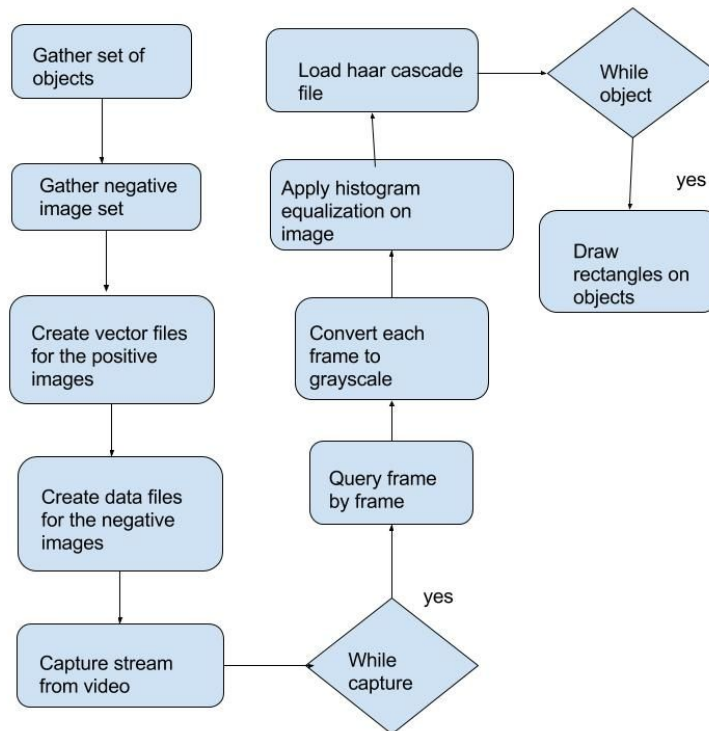 Gather set of
objects
Gather negative
image set
Create vector files
for the positive
images
Create data files
for the negative
images
Capture stream
from video
While
capture
yes
Query frame
by frame
Convert each
frame to
grayscale
Apply histogram
equalization on
image
Load haar cascade
file
While
object
yes
Draw
rectangles on
objects